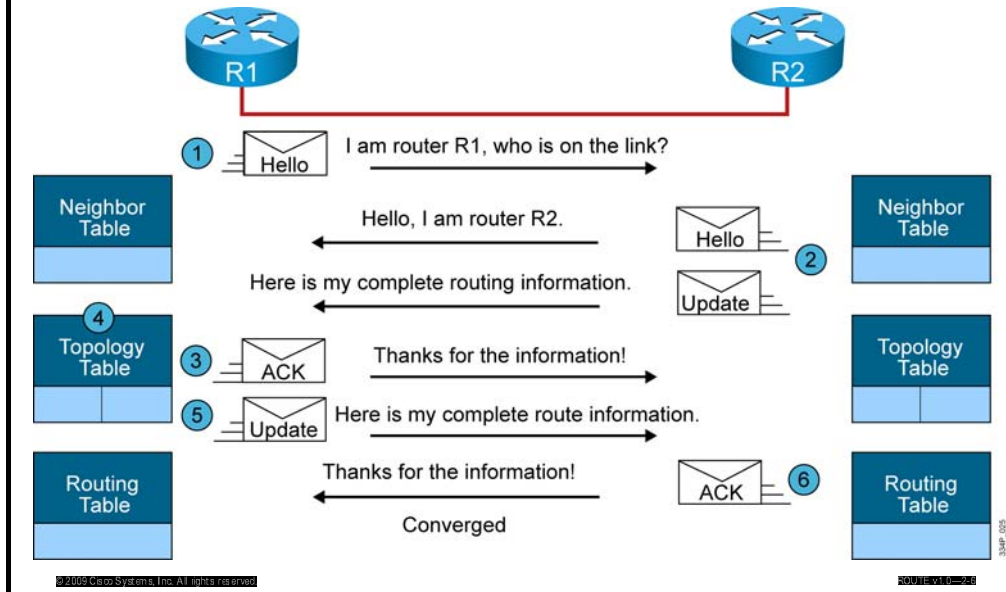 R1
R2
1
Hello
I am router R1, who is on the link?
Neighbor
Table
Hello, I am router R2.
Hello
2
Neighbor
Table
Here is my complete routing information.
Update
4
Topology
Table
3
ACK
Thanks for the information!
Topology
Table
5
Update
Here is my complete route information.
Routing
Table
Thanks for the information!
ACK
6
Converged
Routing
Table
334P_025
© 2009 Cisco Systems, Inc. All rights reserved.
ROUTE v1.0—2-6